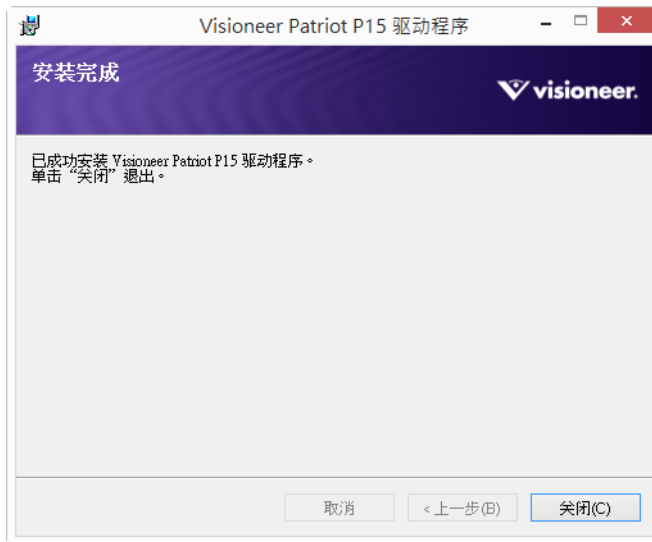 Visioneer Patriot P15 驱动程序
安装完成
visioneer.
已成功安装 Visioneer Patriot P15 驱动程序。
单击“关闭”退出。
取消
<上一步(B)
关闭(C)